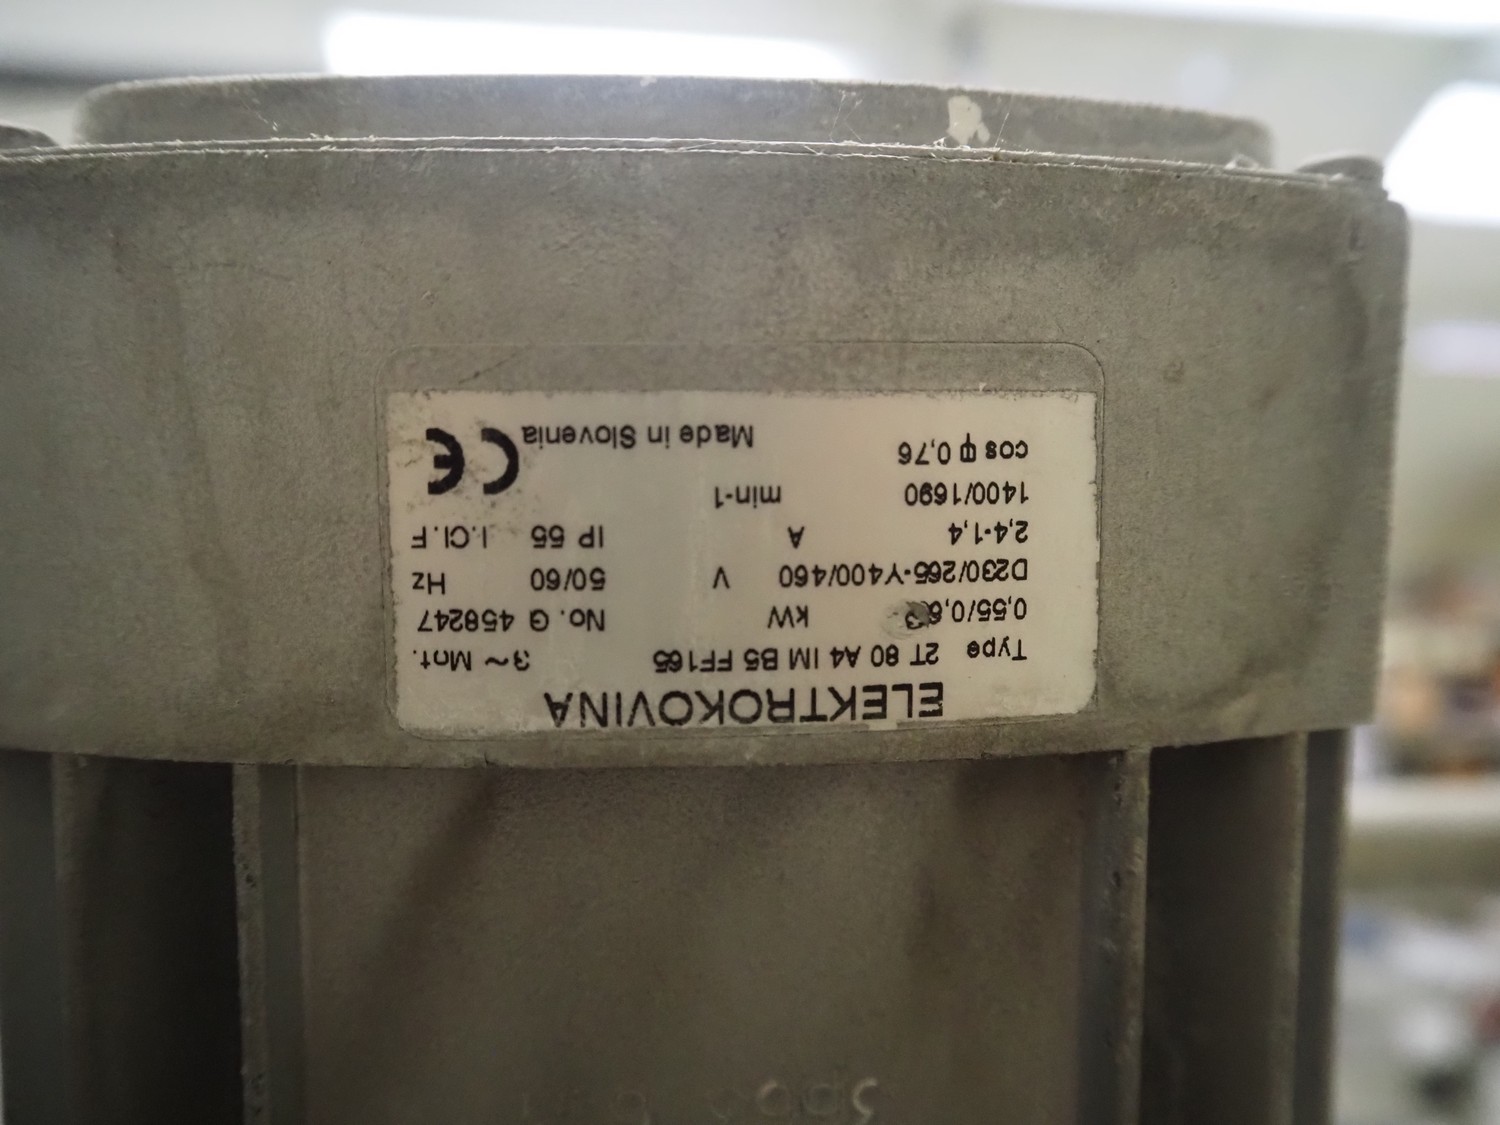 ELEKTROKOVINA
Type 2T 80 A4 IM B5 FF165 3~ Mot.
kW No. G 458247
D230/265-Y400/460 V 50/60 Hz
2,4-1,4 A IP 55 I.Cl.F
1400/1690 min-1
cos φ 0,76 Made in Slovenia CE